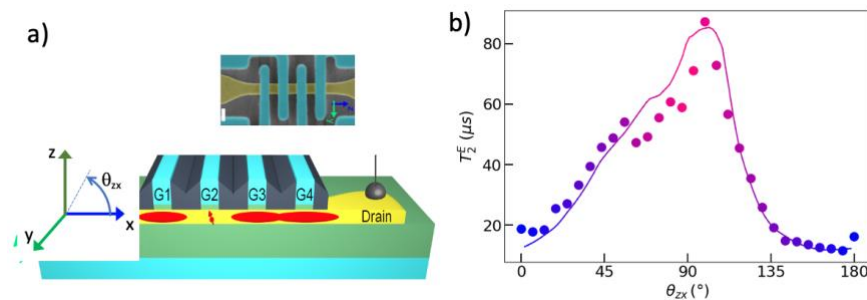 a)
z
θzx
x
y
G1 G2 G3 G4
Drain
b)
T₂ᴱ (μs)
80
60
40
20
0 45 90 135 180
θzx (°)